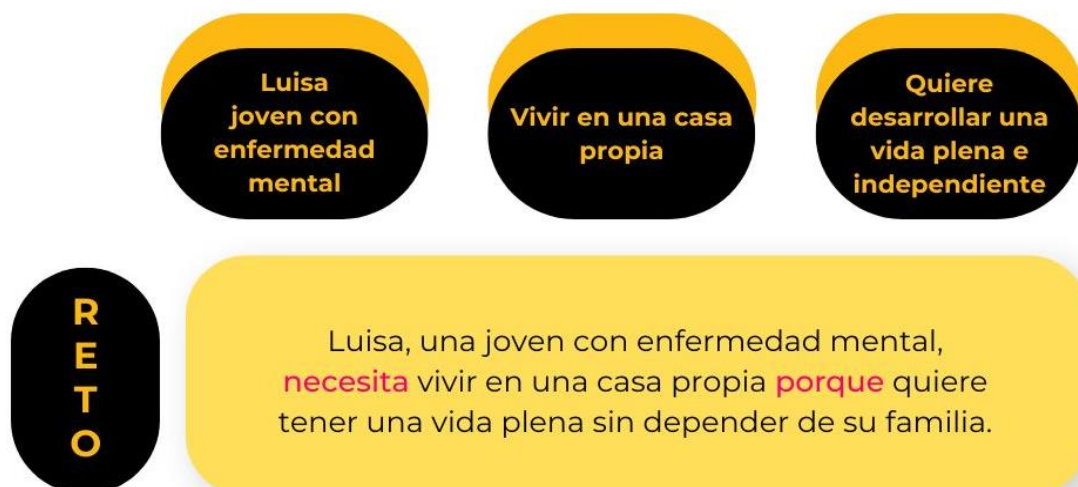 Luisa
joven con
enfermedad
mental
Vivir en una casa
propia
Quiere
desarrollar una
vida plena e
independiente
RETO
Luisa, una joven con enfermedad mental,
necesita vivir en una casa propia porque quiere
tener una vida plena sin depender de su familia.